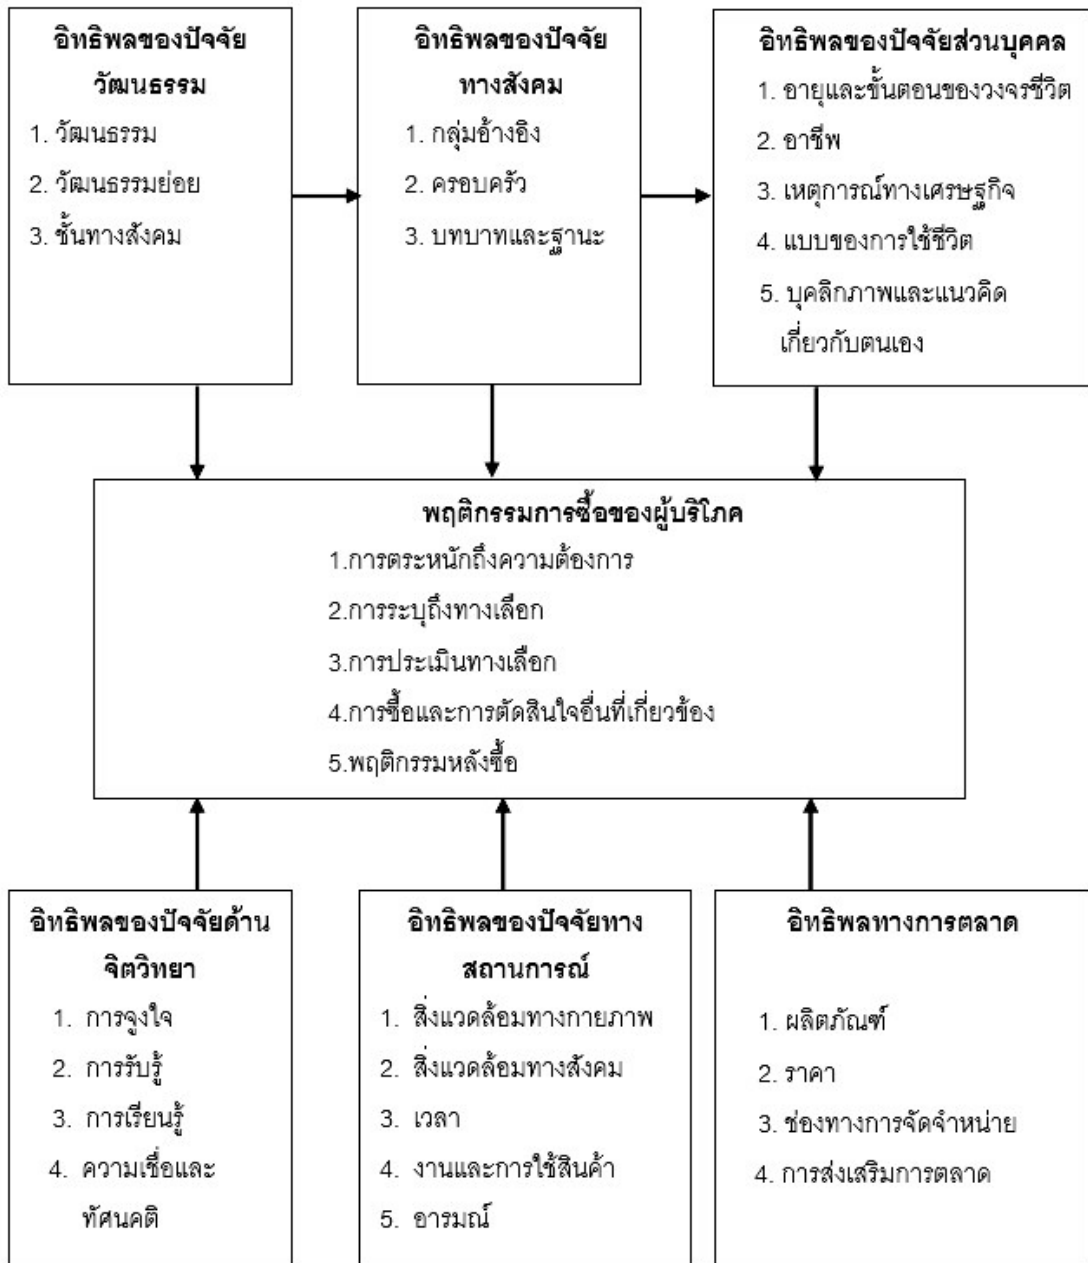 อิทธิพลของปัจจัย
วัฒนธรรม
1. วัฒนธรรม
2. วัฒนธรรมย่อย
3. ชั้นทางสังคม
อิทธิพลของปัจจัย
ทางสังคม
1. กลุ่มอ้างอิง
2. ครอบครัว
3. บทบาทและฐานะ
อิทธิพลของปัจจัยส่วนบุคคล
1. อายุและขั้นตอนของวงจรชีวิต
2. อาชีพ
3. เหตุการณ์ทางเศรษฐกิจ
4. แบบของการใช้ชีวิต
5. บุคลิกภาพและแนวคิด
เกี่ยวกับตนเอง
พฤติกรรมการซื้อของผู้บริโภค
1.การตระหนักถึงความต้องการ
2.การระบุถึงทางเลือก
3.การประเมินทางเลือก
4.การซื้อและการตัดสินใจอื่นที่เกี่ยวข้อง
5.พฤติกรรมหลังซื้อ
อิทธิพลของปัจจัยด้าน
จิตวิทยา
1. การจูงใจ
2. การรับรู้
3. การเรียนรู้
4. ความเชื่อและ
ทัศนคติ
อิทธิพลของปัจจัยทาง
สถานการณ์
1. สิ่งแวดล้อมทางกายภาพ
2. สิ่งแวดล้อมทางสังคม
3. เวลา
4. งานและการใช้สินค้า
5. อารมณ์
อิทธิพลทางการตลาด
1. ผลิตภัณฑ์
2. ราคา
3. ช่องทางการจัดจำหน่าย
4. การส่งเสริมการตลาด